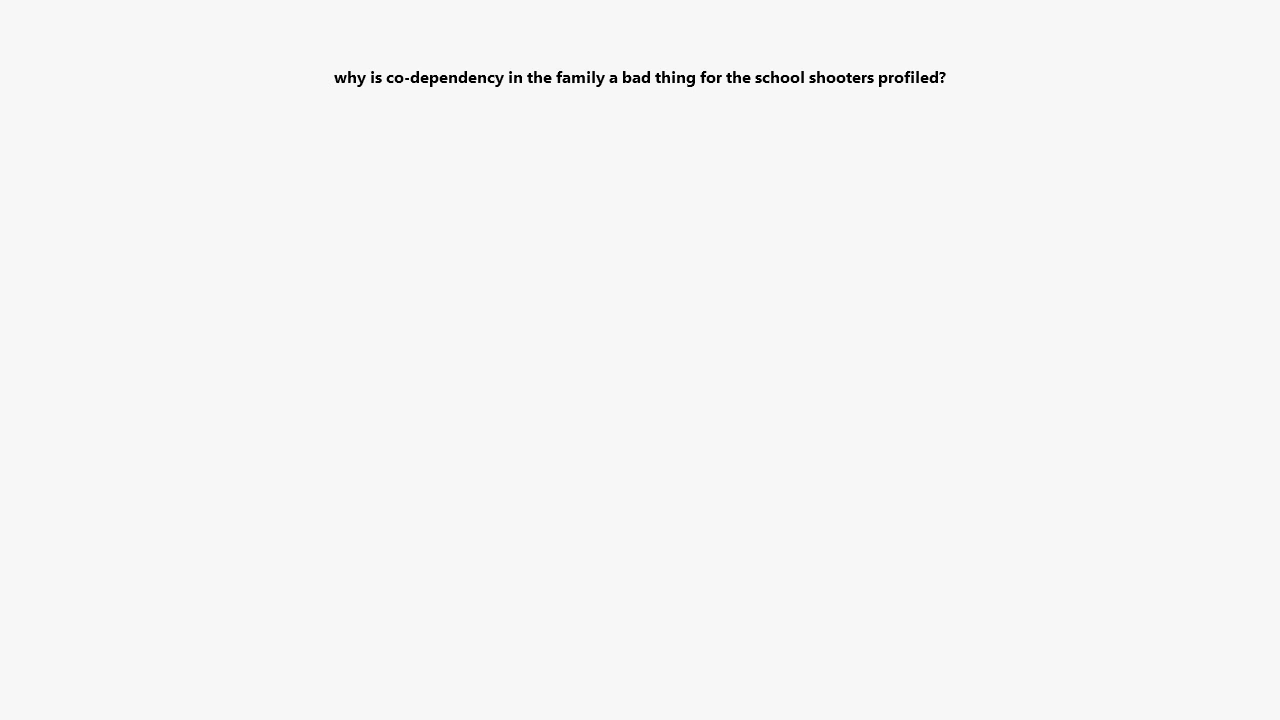 why is co-dependency in the family a bad thing for the school shooters profiled?